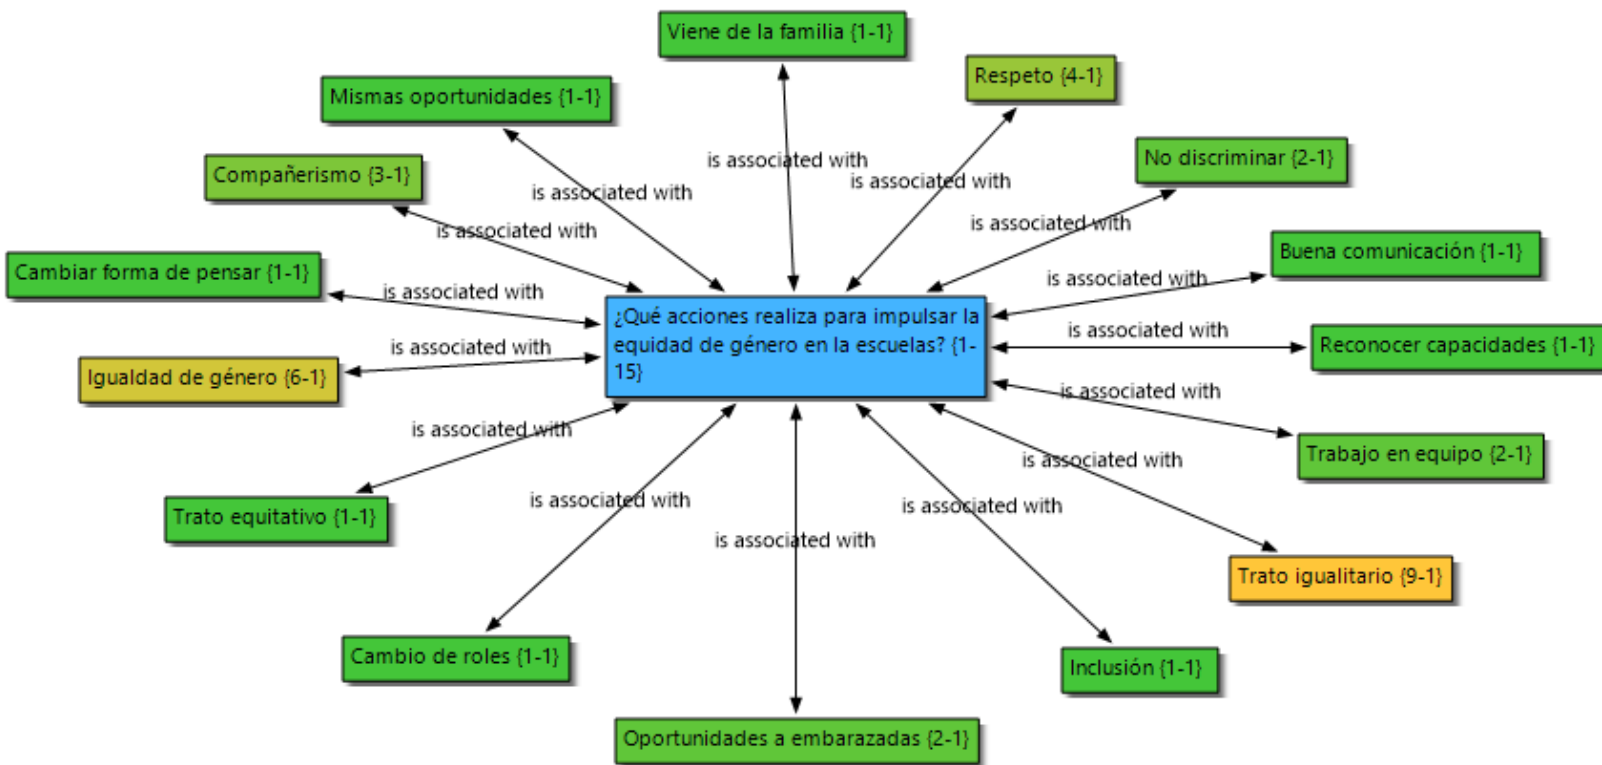 Viene de la familia {1-1}
Respeto {4-1}
Mismas oportunidades {1-1}
No discriminar {2-1}
is associated with
is associated with
Compañerismo {3-1}
is associated with
is associated with
is associated with
Buena comunicación {1-1}
Cambiar forma de pensar {1-1}
is associated with
is associated with
¿Qué acciones realiza para impulsar la
equidad de género en la escuelas? {1-
15}
is associated with
Reconocer capacidades {1-1}
is associated with
Igualdad de género {6-1}
is associated with
is associated with
Trabajo en equipo {2-1}
is associated with
Trato equitativo {1-1}
is associated with
is associated with
is associated with
Trato igualitario {9-1}
Cambio de roles {1-1}
Inclusión {1-1}
Oportunidades a embarazadas {2-1}